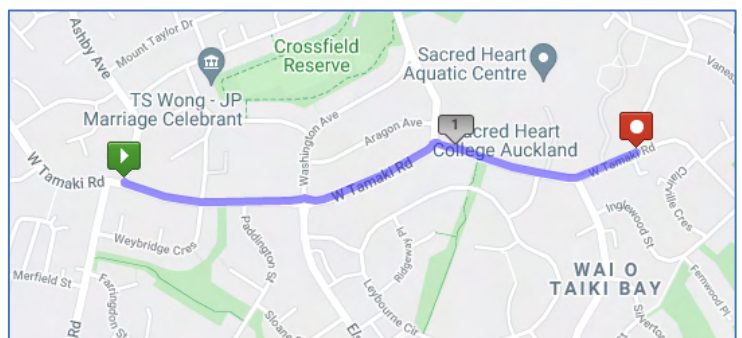 Ashby Ave
Mount Taylor Dr
Crossfield
Reserve
Sacred Heart
Aquatic Centre
TS Wong - JP
Marriage Celebrant
Washington Ave
Aragon Ave
1
Sacred Heart
College Auckland
W Tamaki Rd
W Tamaki Rd
W Tamaki Rd
Clairville Cres
Inglewood St
Weybridge Cres
Paddington St
Ridgeway Pl
WAI O
TAIKI BAY
Merfield St
Farringdon St
Leybourne Cir
Fernwood Pl
Rd